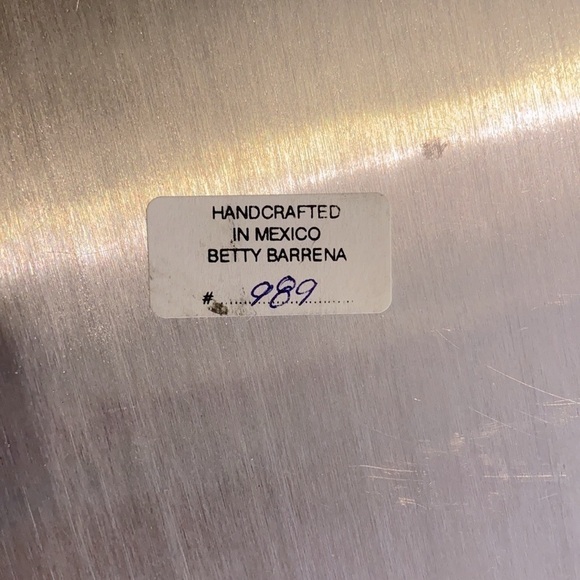 HANDCRAFTED
IN MEXICO
BETTY BARRENA
# 989